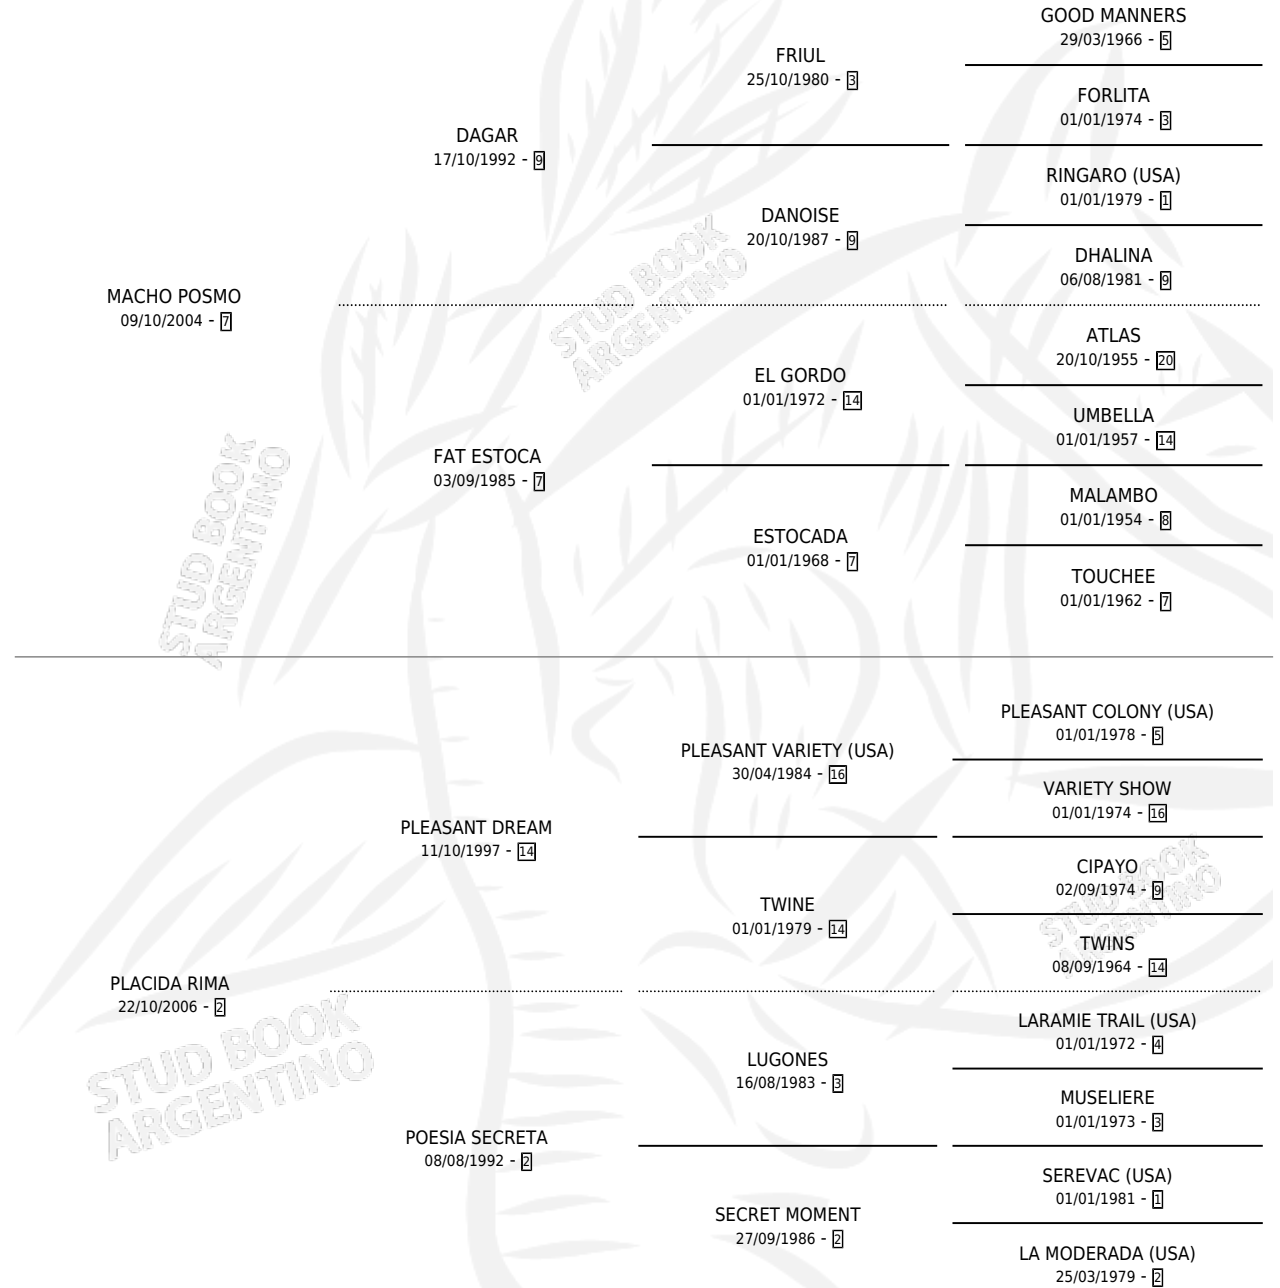 GOOD MANNERS
29/03/1966 - 5
FRIUL
25/10/1980 - 3
FORLITA
01/01/1974 - 3
DAGAR
17/10/1992 - 9
RINGARO (USA)
01/01/1979 - 1
DANOISE
20/10/1987 - 9
DHALINA
06/08/1981 - 9
MACHO POSMO
09/10/2004 - 7
ATLAS
20/10/1955 - 20
EL GORDO
01/01/1972 - 14
UMBELLA
01/01/1957 - 14
FAT ESTOCA
03/09/1985 - 7
MALAMBO
01/01/1954 - 8
ESTOCADA
01/01/1968 - 7
TOUCHEE
01/01/1962 - 7
STUD BOOK
ARGENTINO
STUD BOOK
ARGENTINO
PLEASANT COLONY (USA)
01/01/1978 - 5
PLEASANT VARIETY (USA)
30/04/1984 - 16
VARIETY SHOW
01/01/1974 - 16
PLEASANT DREAM
11/10/1997 - 14
CIPAYO
02/09/1974 - 9
TWINE
01/01/1979 - 14
TWINS
08/09/1964 - 14
PLACIDA RIMA
22/10/2006 - 2
LARAMIE TRAIL (USA)
01/01/1972 - 4
LUGONES
16/08/1983 - 3
MUSELIERE
01/01/1973 - 3
POESIA SECRETA
08/08/1992 - 2
SEREVAC (USA)
01/01/1981 - 1
SECRET MOMENT
27/09/1986 - 2
LA MODERADA (USA)
25/03/1979 - 2
STUD BOOK
ARGENTINO
STUD BOOK
ARGENTINO